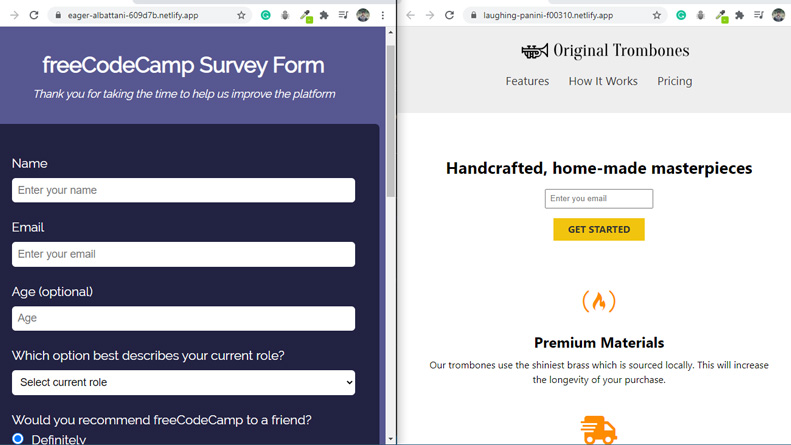 eager-albattani-609d7b.netlify.app
freeCodeCamp Survey Form
Thank you for taking the time to help us improve the platform
Name
Enter your name
Email
Enter your email
Age (optional)
Age
Which option best describes your current role?
Select current role
Would you recommend freeCodeCamp to a friend?
Definitely
laughing-panini-f00310.netlify.app
Original Trombones
Features How It Works Pricing
Handcrafted, home-made masterpieces
Enter you email
GET STARTED
Premium Materials
Our trombones use the shiniest brass which is sourced locally. This will increase
the longevity of your purchase.